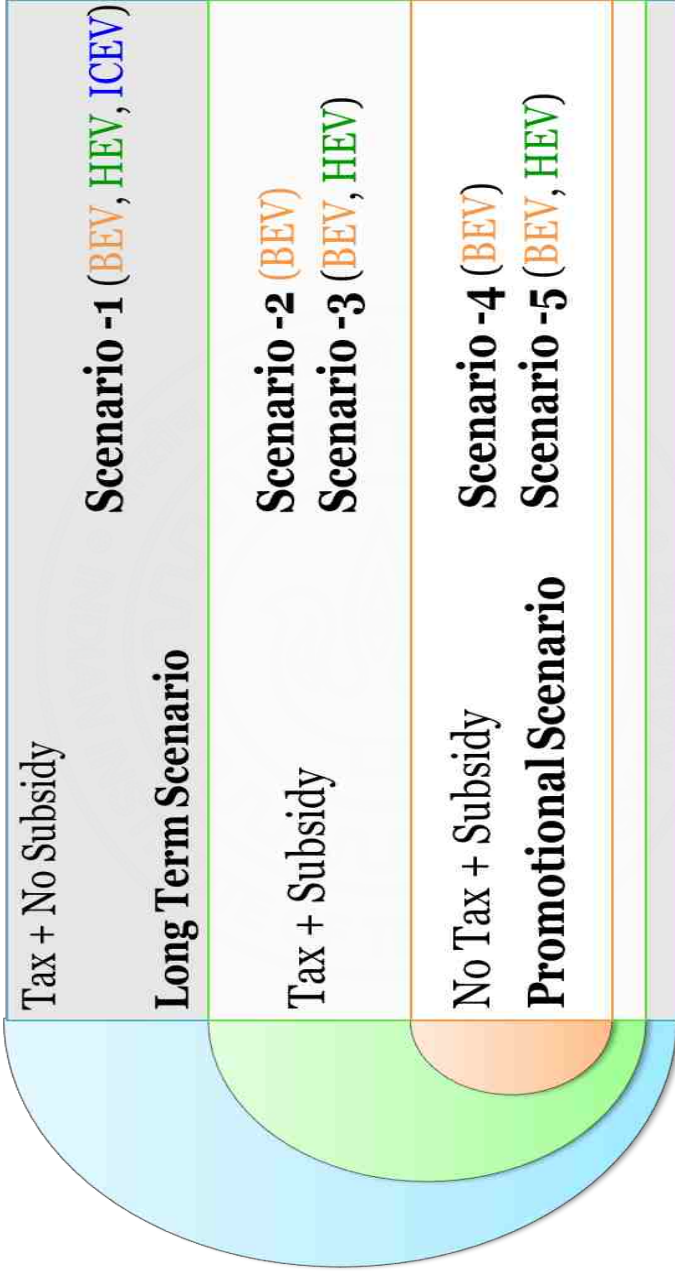 Tax + No Subsidy
Scenario -1 (BEV, HEV, ICEV)
Long Term Scenario
Tax + Subsidy
Scenario -2 (BEV)
Scenario -3 (BEV, HEV)
No Tax + Subsidy
Scenario -4 (BEV)
Promotional Scenario
Scenario -5 (BEV, HEV)